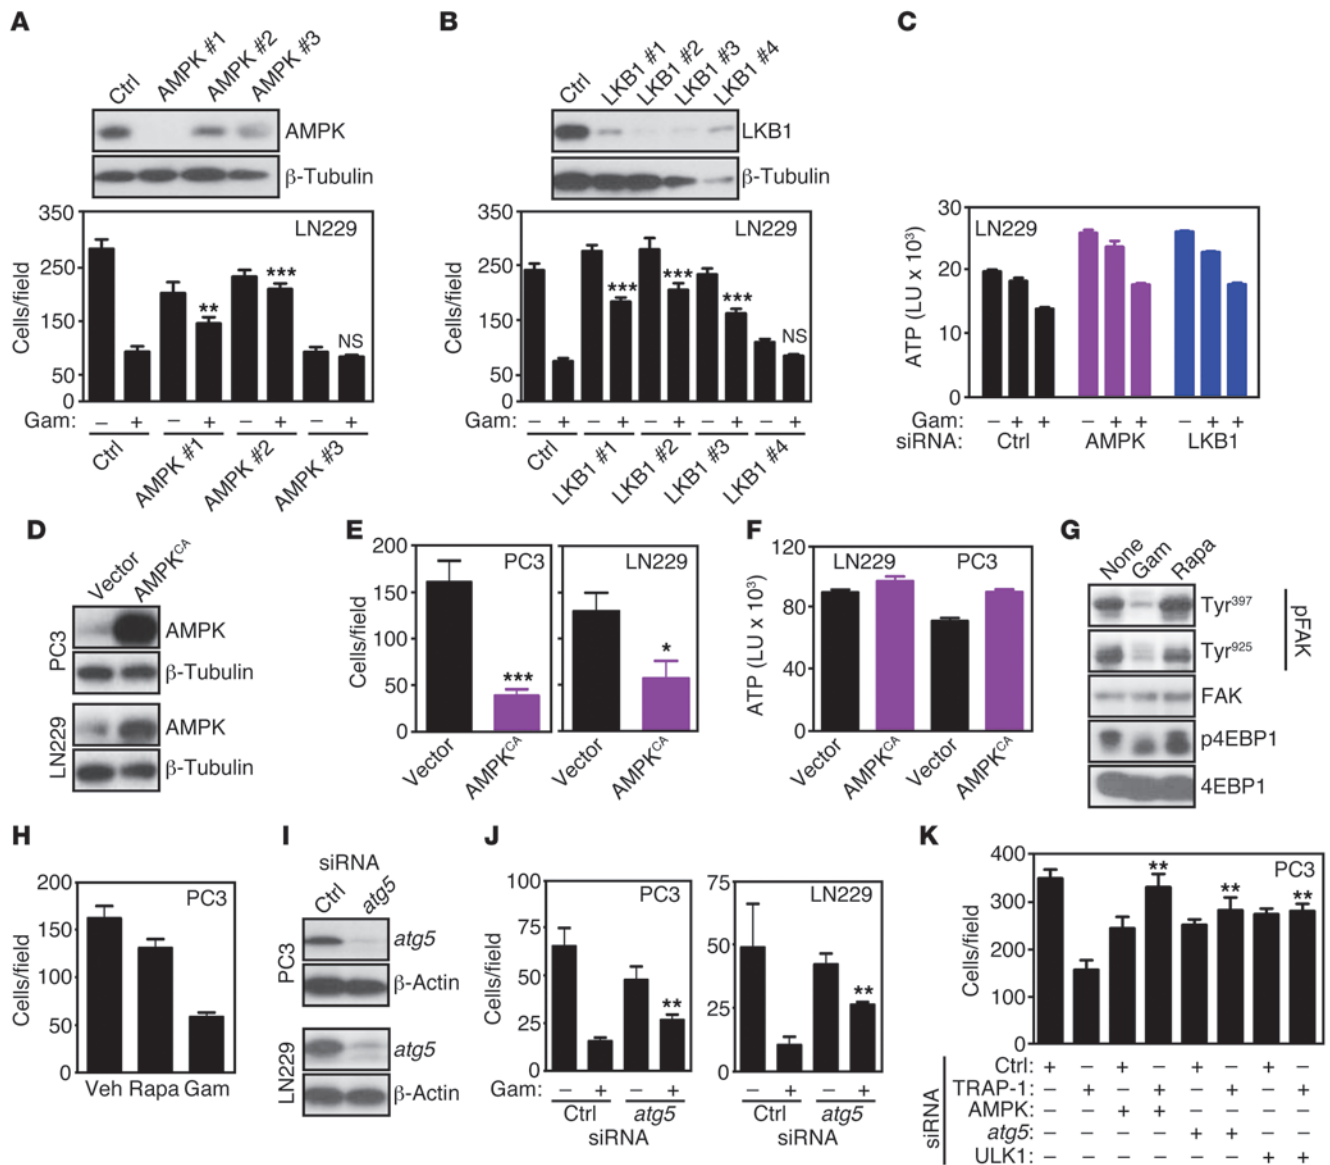 A
Ctrl
AMPK #1
AMPK #2
AMPK #3
AMPK
β-Tubulin
350
250
150
50
0
Cells/field
LN229
**
***
NS
Gam: – + – + – + – +
Ctrl
AMPK #1
AMPK #2
AMPK #3
B
Ctrl
LKB1 #1
LKB1 #2
LKB1 #3
LKB1 #4
LKB1
β-Tubulin
350
250
150
50
0
Cells/field
LN229
***
***
***
NS
– + – + – + – + – +
Ctrl
LKB1 #1
LKB1 #2
LKB1 #3
LKB1 #4
C
30
20
10
0
ATP (LU x 10³)
LN229
Gam: – + + – + + – + +
siRNA: Ctrl AMPK LKB1
D
Vector
AMPKᶜᴬ
PC3
AMPK
β-Tubulin
LN229
AMPK
β-Tubulin
E
200
150
100
50
0
Cells/field
PC3
***
Vector
AMPKᶜᴬ
LN229
*
Vector
AMPKᶜᴬ
F
120
80
40
0
ATP (LU x 10³)
LN229 PC3
Vector
AMPKᶜᴬ
Vector
AMPKᶜᴬ
G
None
Gam
Rapa
Tyr³⁹⁷
Tyr⁹²⁵
pFAK
FAK
p4EBP1
4EBP1
H
200
150
100
50
0
Cells/field
PC3
Veh Rapa Gam
I
siRNA
Ctrl
atg5
PC3
atg5
β-Actin
LN229
atg5
β-Actin
J
100
75
50
25
0
Cells/field
PC3
**
Gam: – + – +
Ctrl atg5
siRNA
75
50
25
0
LN229
**
– + – +
Ctrl atg5
siRNA
K
400
300
200
100
0
Cells/field
PC3
**
**
**
siRNA
Ctrl: + – + – + – + –
TRAP-1: – + – + – + – +
AMPK: – – + + – – – –
atg5: – – – – + + – –
ULK1: – – – – – – + +